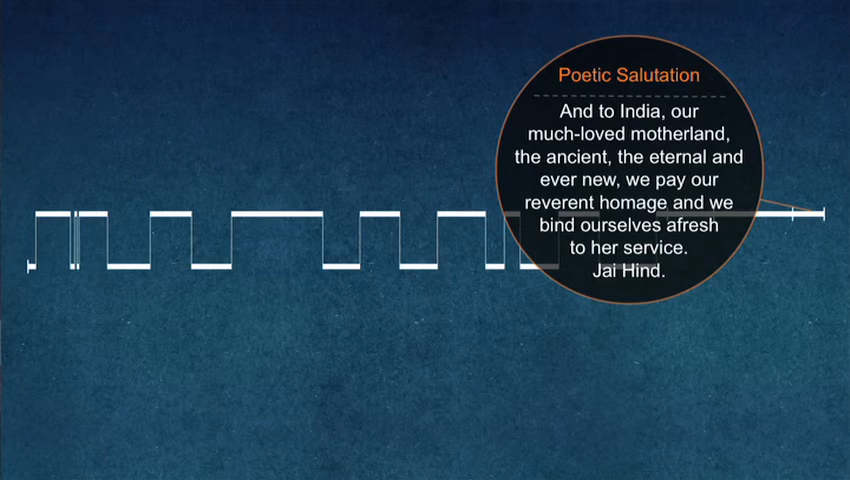 Poetic Salutation
And to India, our
much-loved motherland,
the ancient, the eternal and
ever new, we pay our
reverent homage and we
bind ourselves afresh
to her service.
Jai Hind.